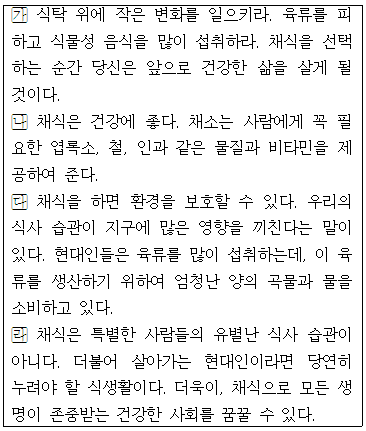 가 식탁 위에 작은 변화를 일으키라. 육류를 피
하고 식물성 음식을 많이 섭취하라. 채식을 선택
하는 순간 당신은 앞으로 건강한 삶을 살게 될
것이다.
나 채식은 건강에 좋다. 채소는 사람에게 꼭 필
요한 엽록소, 철, 인과 같은 물질과 비타민을 제
공하여 준다.
다 채식을 하면 환경을 보호할 수 있다. 우리의
식사 습관이 지구에 많은 영향을 끼친다는 말이
있다. 현대인들은 육류를 많이 섭취하는데, 이 육
류를 생산하기 위하여 엄청난 양의 곡물과 물을
소비하고 있다.
라 채식은 특별한 사람들의 유별난 식사 습관이
아니다. 더불어 살아가는 현대인이라면 당연히
누려야 할 식생활이다. 더욱이, 채식으로 모든 생
명이 존중받는 건강한 사회를 꿈꿀 수 있다.